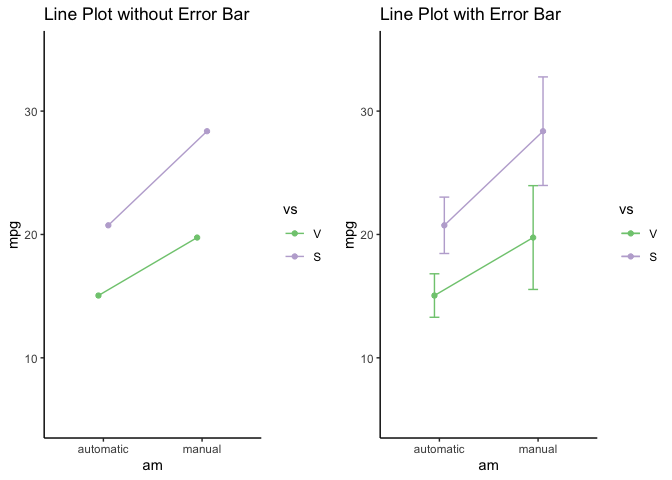 Line Plot without Error Bar
mpg
30
20
10
automatic manual
am
vs
V
S
Line Plot with Error Bar
mpg
30
20
10
automatic manual
am
vs
V
S